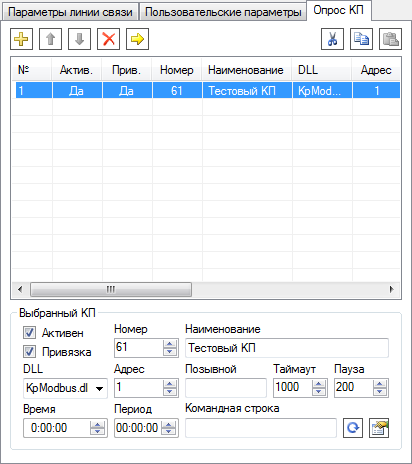 Параметры линии связи Пользовательские параметры Опрос КП
№ Актив. Прив. Номер Наименование DLL Адрес
1 Да Да 61 Тестовый КП KpMod... 1
Выбранный КП
Активен Номер Наименование
Привязка 61 Тестовый КП
DLL Адрес Позывной Таймаут Пауза
KpModbus.dl 1 1000 200
Время Период Командная строка
0:00:00 00:00:00